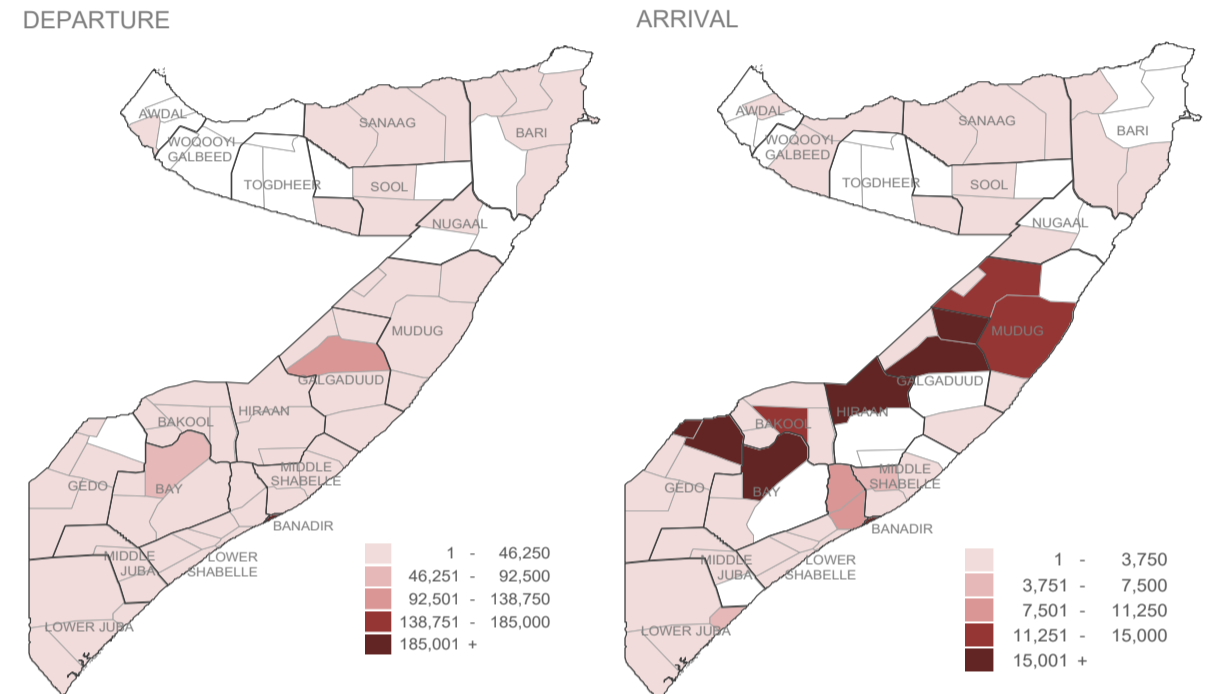 DEPARTURE
AWDAL
WOQOOYI
GALBEED
TOGDHEER
SANAAG
SOOL
BARI
NUGAAL
MUDUG
GALGADUUD
HIRAAN
BAKOOL
MIDDLE
SHABELLE
GEDO
BAY
BANADIR
MIDDLE
JUBA
LOWER
SHABELLE
LOWER JUBA
1 - 46,250
46,251 - 92,500
92,501 - 138,750
138,751 - 185,000
185,001 +
ARRIVAL
AWDAL
WOQOOYI
GALBEED
TOGDHEER
SANAAG
SOOL
BARI
NUGAAL
MUDUG
GALGADUUD
HIRAAN
BAKOOL
MIDDLE
SHABELLE
GEDO
BAY
BANADIR
MIDDLE
JUBA
LOWER
SHABELLE
LOWER JUBA
1 - 3,750
3,751 - 7,500
7,501 - 11,250
11,251 - 15,000
15,001 +